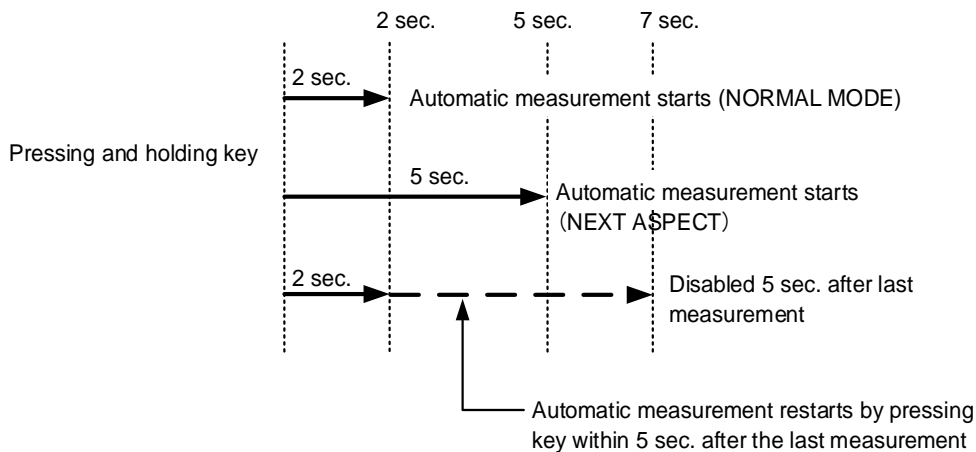 2 sec.
5 sec.
7 sec.
2 sec.
Automatic measurement starts (NORMAL MODE)
Pressing and holding key
5 sec.
Automatic measurement starts
（NEXT ASPECT）
2 sec.
Disabled 5 sec. after last
measurement
Automatic measurement restarts by pressing
key within 5 sec. after the last measurement